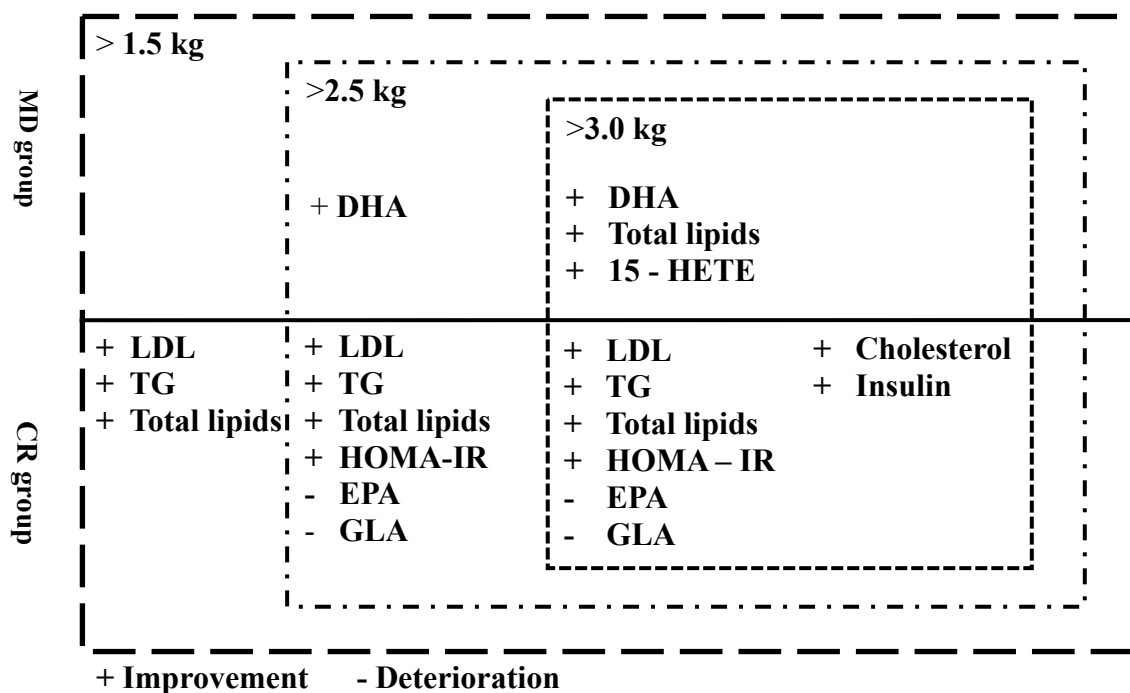 > 1.5 kg
>2.5 kg
>3.0 kg
MD group
+ DHA
+ DHA
+ Total lipids
+ 15 - HETE
CR group
+ LDL
+ TG
+ Total lipids
+ LDL
+ TG
+ Total lipids
+ HOMA-IR
- EPA
- GLA
+ LDL
+ TG
+ Total lipids
+ HOMA – IR
- EPA
- GLA
+ Cholesterol
+ Insulin
+ Improvement - Deterioration